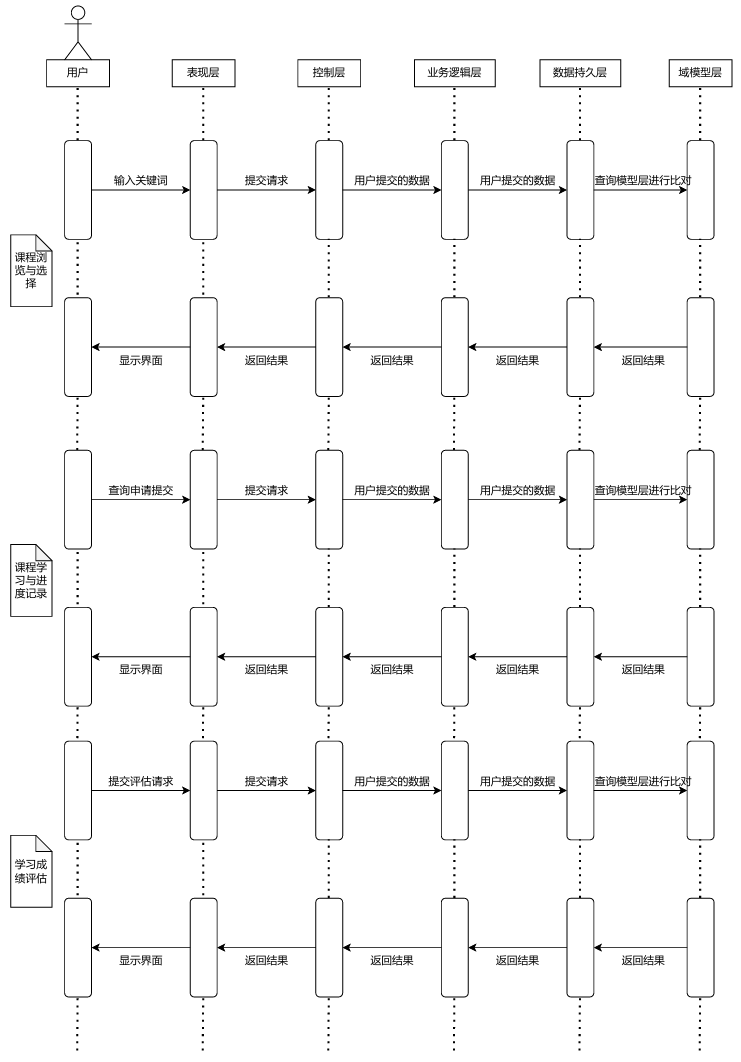 用户
表现层
控制层
业务逻辑层
数据持久层
域模型层
输入关键词
提交请求
用户提交的数据
用户提交的数据
查询模型层进行比对
课程浏
览与选
择
显示界面
返回结果
返回结果
返回结果
返回结果
查询申请提交
提交请求
用户提交的数据
用户提交的数据
查询模型层进行比对
课程学
习与进
度记录
显示界面
返回结果
返回结果
返回结果
返回结果
提交评估请求
提交请求
用户提交的数据
用户提交的数据
查询模型层进行比对
学习成
绩评估
显示界面
返回结果
返回结果
返回结果
返回结果